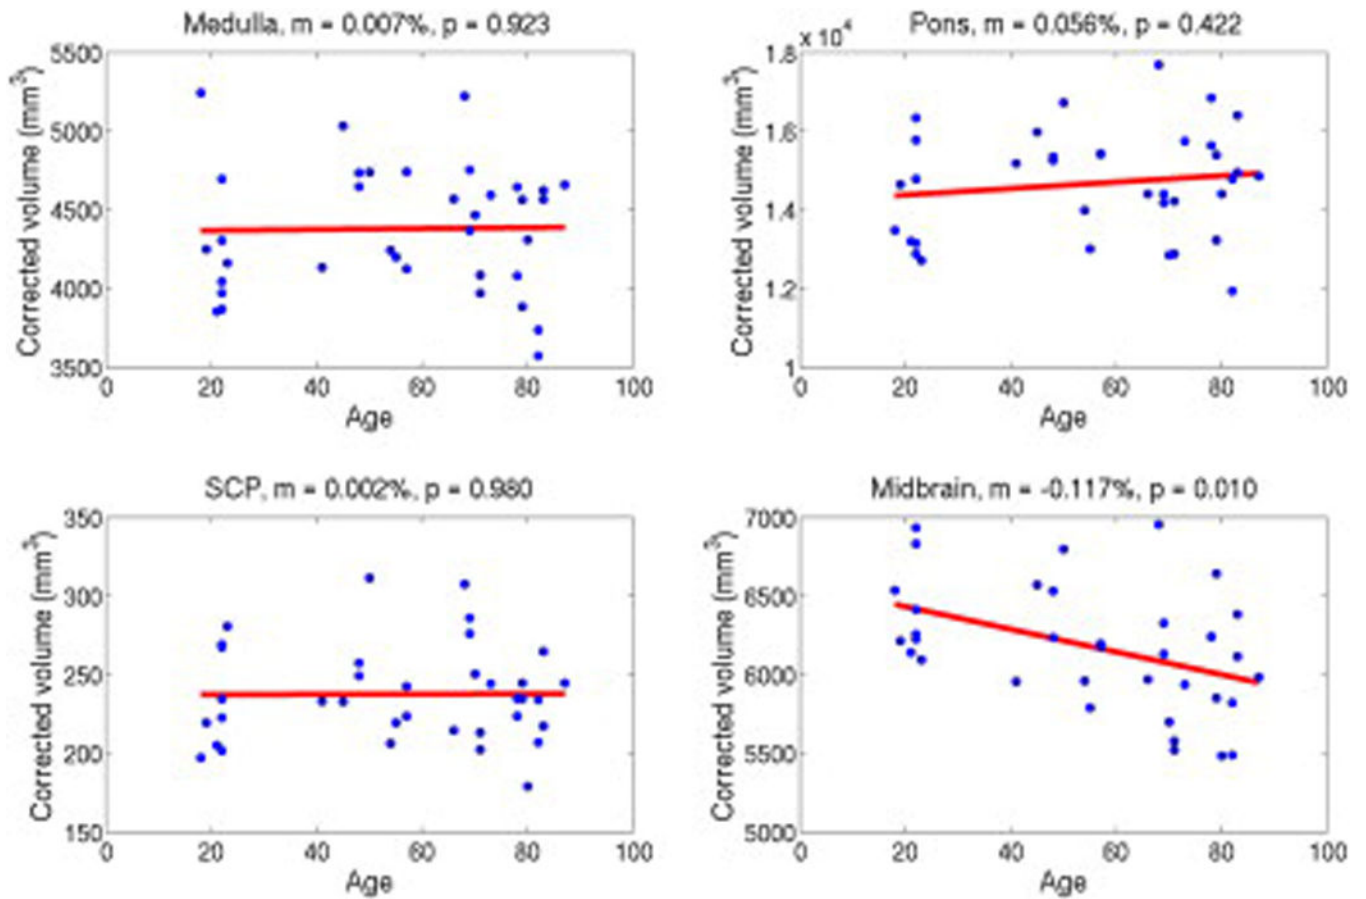 Medulla, m = 0.007%, p = 0.923
5500
5000
4500
4000
3500
Corrected volume (mm³)
0 20 40 60 80 100
Age
Pons, m = 0.056%, p = 0.422
x 10⁴
1.8
1.6
1.4
1.2
1
Corrected volume (mm³)
0 20 40 60 80 100
Age
SCP, m = 0.002%, p = 0.980
350
300
250
200
150
Corrected volume (mm³)
0 20 40 60 80 100
Age
Midbrain, m = -0.117%, p = 0.010
7000
6500
6000
5500
5000
Corrected volume (mm³)
0 20 40 60 80 100
Age